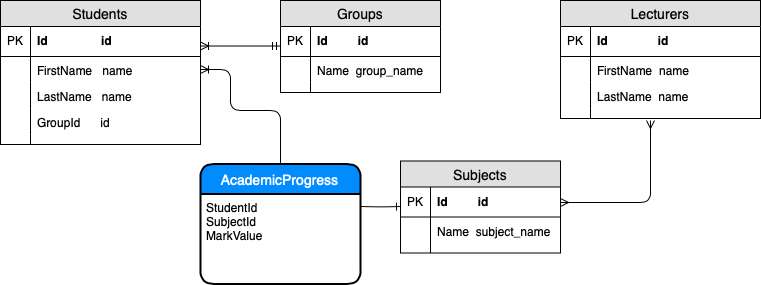 Students
PK Id id
FirstName name
LastName name
GroupId id
Groups
PK Id id
Name group_name
Lecturers
PK Id id
FirstName name
LastName name
AcademicProgress
StudentId
SubjectId
MarkValue
Subjects
PK Id id
Name subject_name